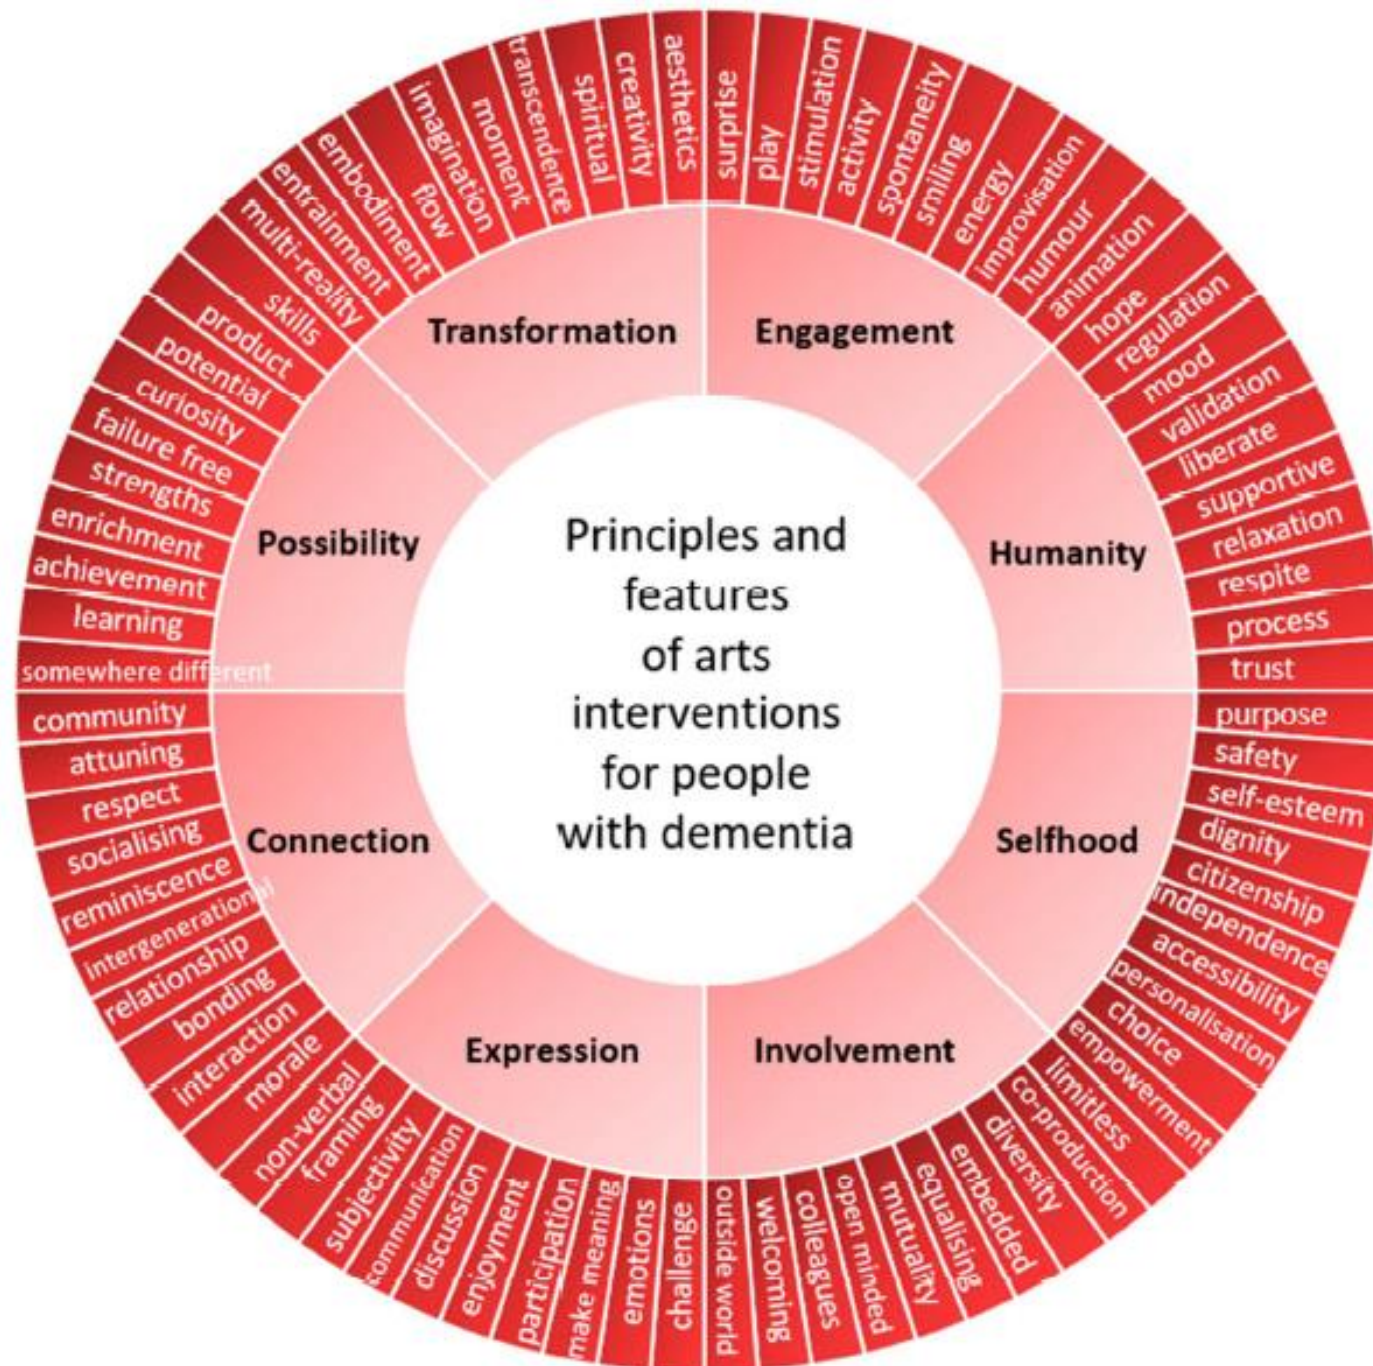 Principles and
features
of arts
interventions
for people
with dementia
Engagement
surprise
play
stimulation
activity
spontaneity
smiling
energy
improvisation
humour
animation
Humanity
hope
regulation
mood
validation
liberate
supportive
relaxation
respite
process
trust
Selfhood
purpose
safety
self-esteem
dignity
citizenship
independence
accessibility
personalisation
choice
empowerment
Involvement
limitless
co-production
diversity
embedded
equalising
mutuality
open minded
colleagues
welcoming
outside world
Expression
challenge
emotions
make meaning
participation
enjoyment
discussion
communication
subjectivity
framing
non-verbal
Connection
morale
interaction
bonding
relationship
intergenerational
reminiscence
socialising
respect
attuning
community
Possibility
somewhere different
learning
achievement
enrichment
strengths
failure free
curiosity
potential
product
skills
Transformation
multi-reality
entrainment
embodiment
flow
imagination
moment
transcendence
spiritual
creativity
aesthetics